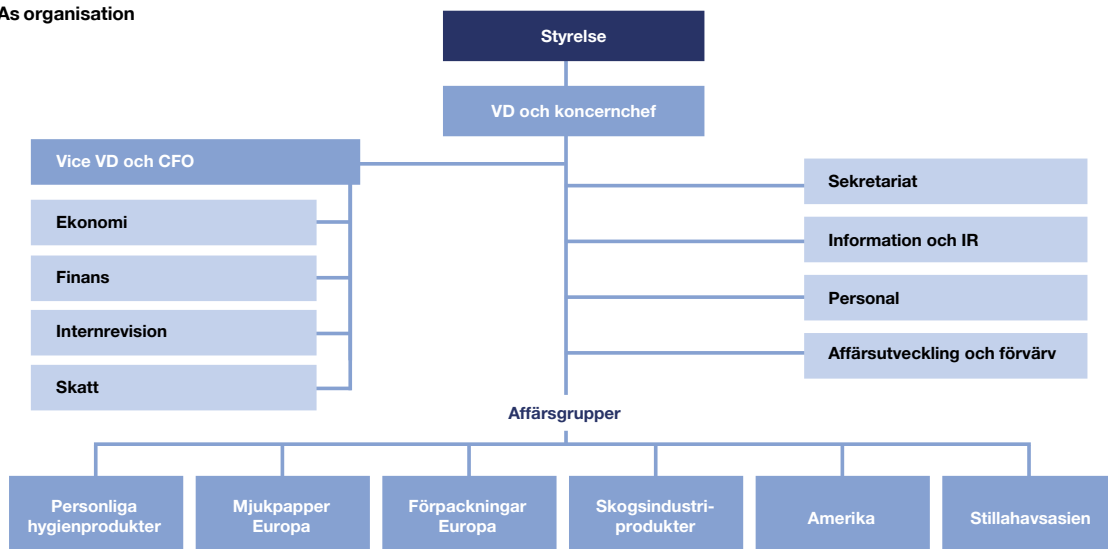 As organisation
Styrelse
VD och koncernchef
Vice VD och CFO
Ekonomi
Finans
Internrevision
Skatt
Sekretariat
Information och IR
Personal
Affärsutveckling och förvärv
Affärsgrupper
Personliga
hygienprodukter
Mjukpapper
Europa
Förpackningar
Europa
Skogsindustri-
produkter
Amerika
Stillahavsasien